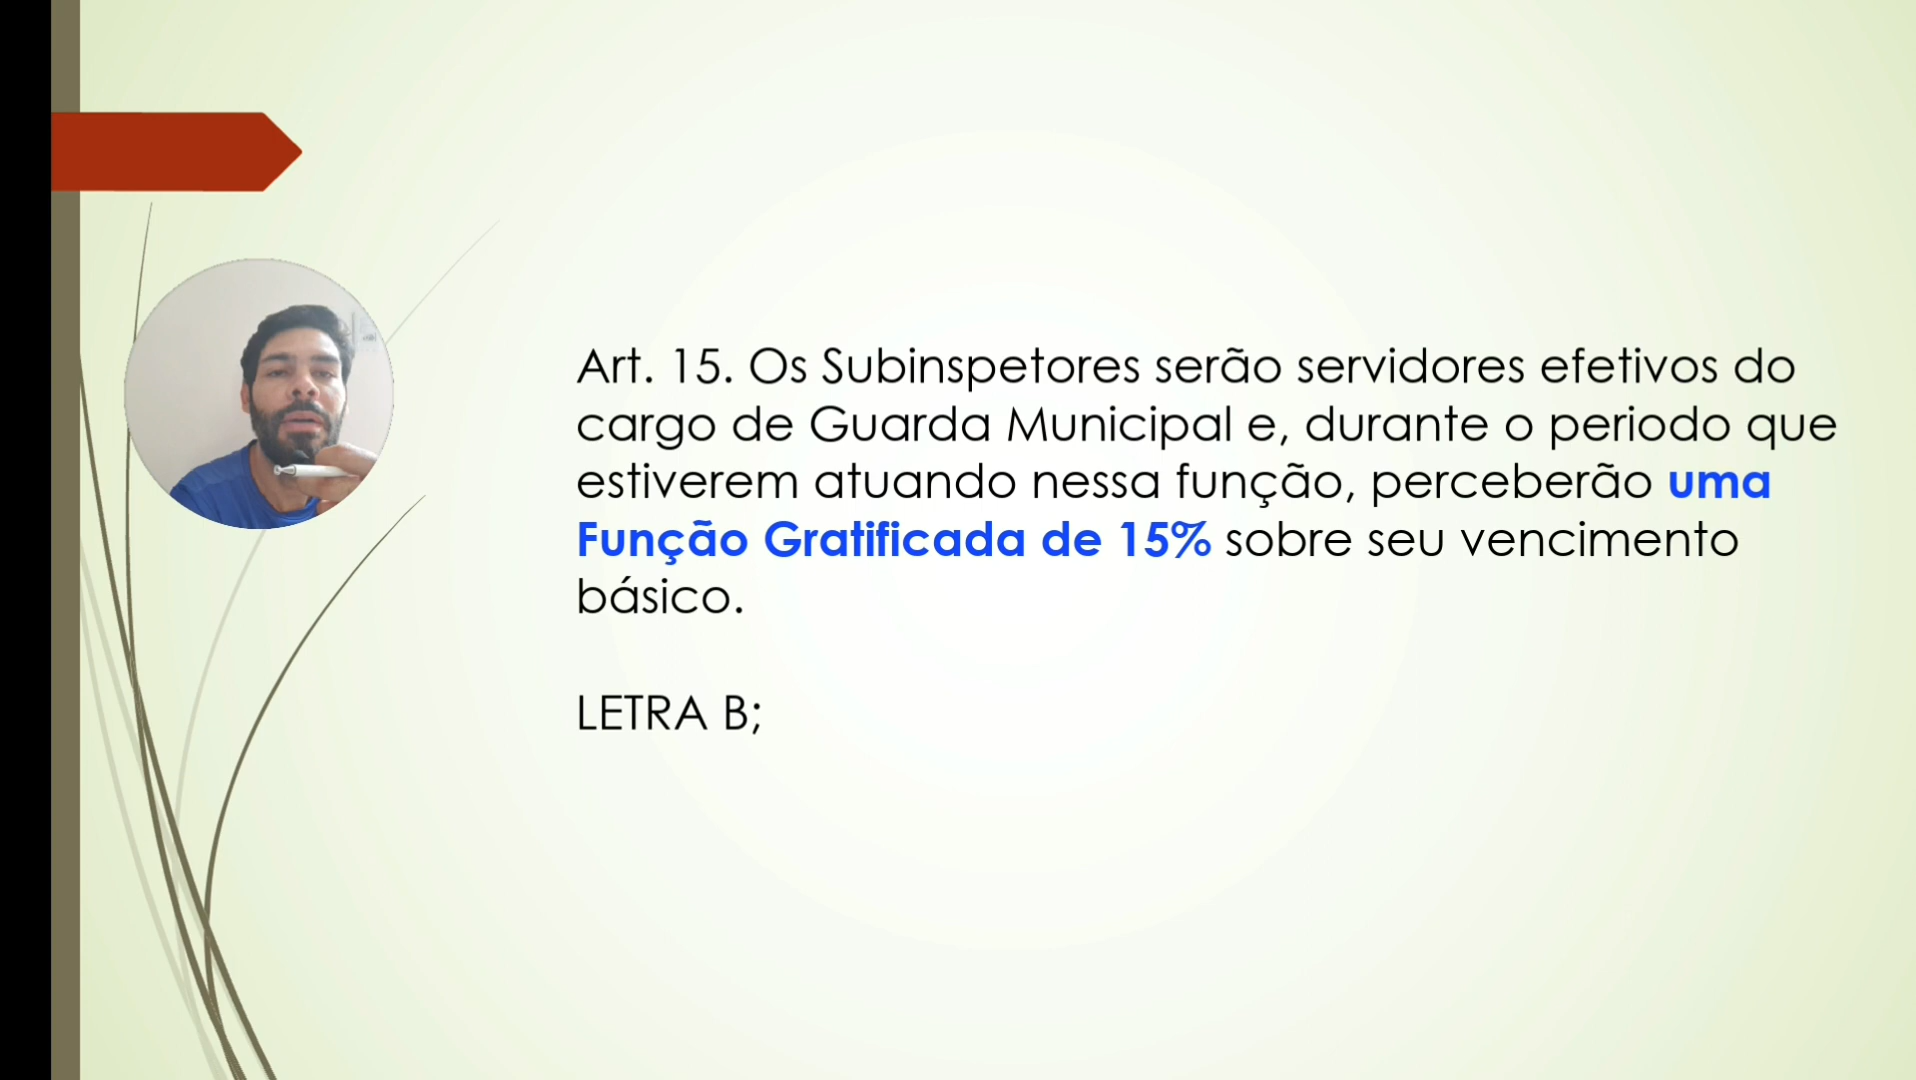 Art. 15. Os Subinspetores serão servidores efetivos do
cargo de Guarda Municipal e, durante o periodo que
estiverem atuando nessa função, perceberão uma
Função Gratificada de 15% sobre seu vencimento
básico.
LETRA B;